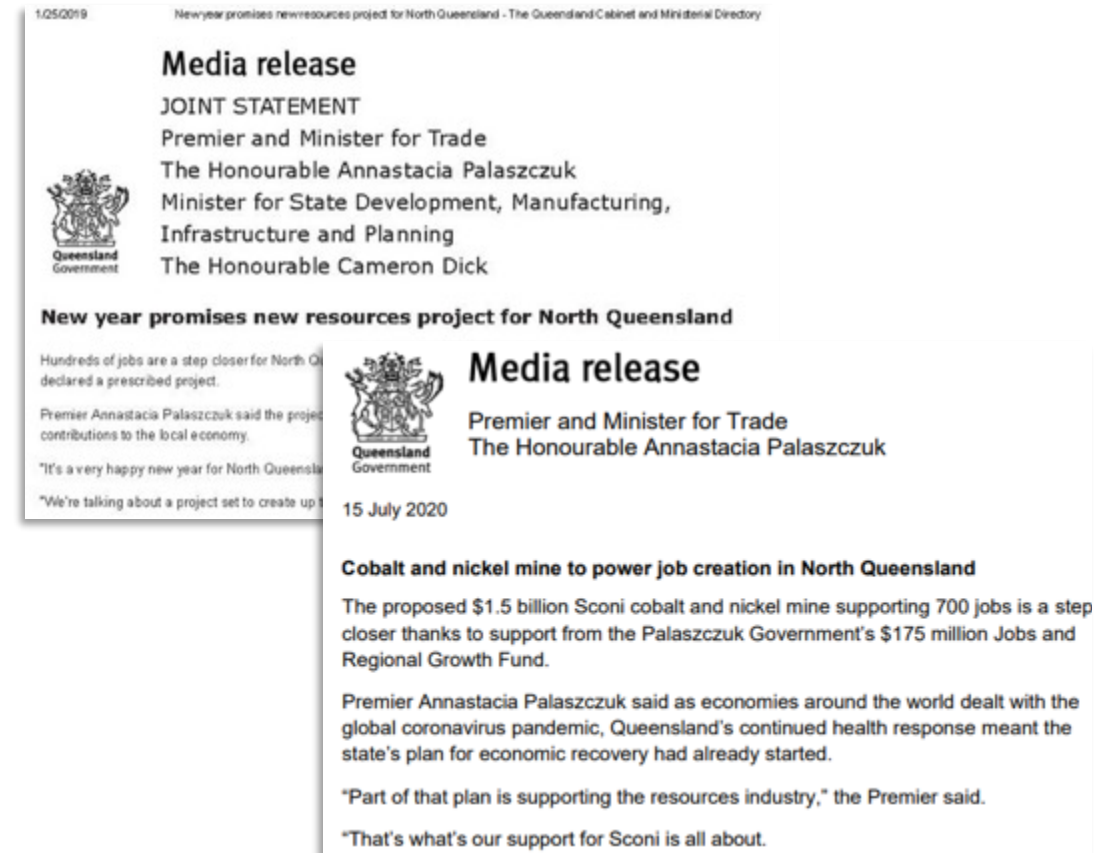 1/25/2019 New year promises new resources project for North Queensland - The Queensland Cabinet and Ministerial Directory
Media release
JOINT STATEMENT
Premier and Minister for Trade
The Honourable Annastacia Palaszczuk
Minister for State Development, Manufacturing,
Infrastructure and Planning
The Honourable Cameron Dick
Queensland
Government
New year promises new resources project for North Queensland
Hundreds of jobs are a step closer for North
declared a prescribed project.
Premier Annastacia Palaszczuk said the
contributions to the local economy.
"It's a very happy new year for North
"We're talking about a project set to create up
Media release
Premier and Minister for Trade
The Honourable Annastacia Palaszczuk
Queensland
Government
15 July 2020
Cobalt and nickel mine to power job creation in North Queensland
The proposed $1.5 billion Sconi cobalt and nickel mine supporting 700 jobs is a step
closer thanks to support from the Palaszczuk Government's $175 million Jobs and
Regional Growth Fund.
Premier Annastacia Palaszczuk said as economies around the world dealt with the
global coronavirus pandemic, Queensland's continued health response meant the
state's plan for economic recovery had already started.
"Part of that plan is supporting the resources industry," the Premier said.
"That's what's our support for Sconi is all about.